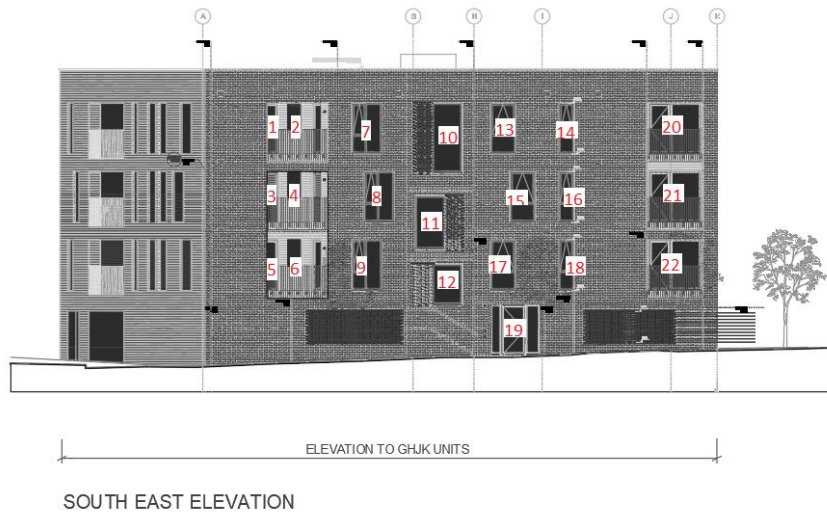 A G H I J K
1 2 7 10 13 14 20
3 4 8 15 16 21
11
5 6 9 12 17 18 22
19
ELEVATION TO GHJK UNITS
SOUTH EAST ELEVATION